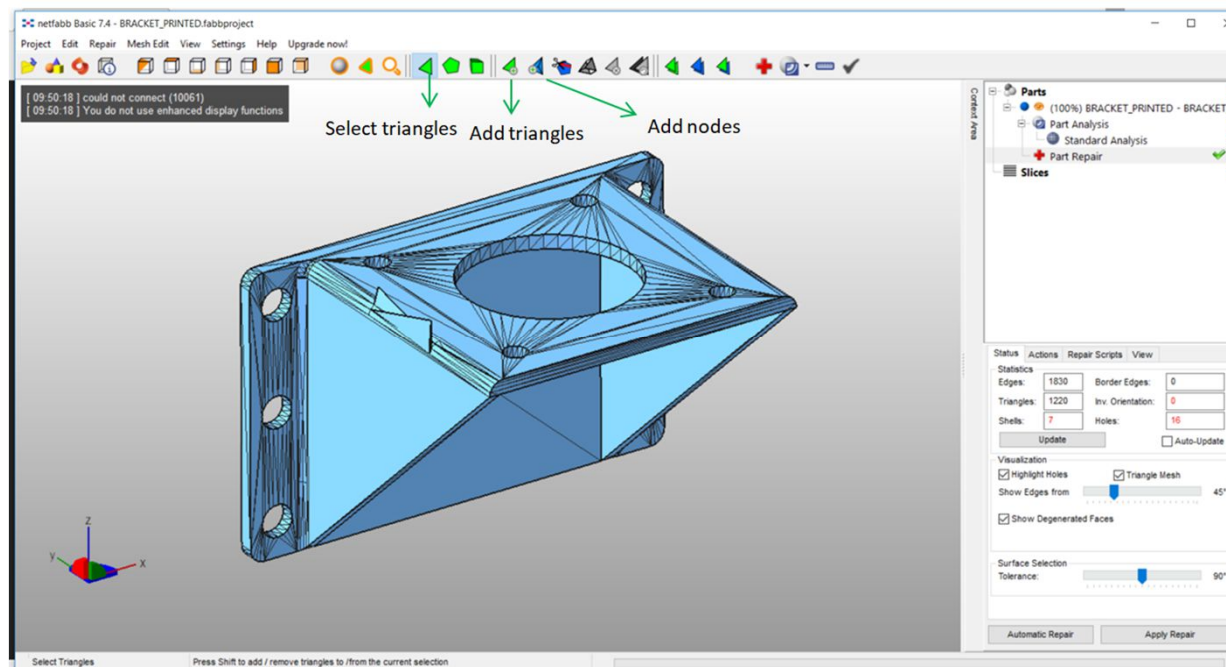 netfabb Basic 7.4 - BRACKET_PRINTED.fabbproject
Project Edit Repair Mesh Edit View Settings Help Upgrade now!
[ 09:50:18 ] could not connect (10061)
[ 09:50:18 ] You do not use enhanced display functions
Select triangles
Add triangles
Add nodes
z
y
x
Context Area
Parts
(100%) BRACKET_PRINTED - BRACKET
Part Analysis
Standard Analysis
Part Repair
Slices
Status Actions Repair Scripts View
Statistics
Edges: 1830 Border Edges: 0
Triangles: 1220 Inv. Orientation: 0
Shells: 7 Holes: 16
Update Auto-Update
Visualization
Highlight Holes Triangle Mesh
Show Edges from 45°
Show Degenerated Faces
Surface Selection
Tolerance: 90°
Automatic Repair Apply Repair
Select Triangles Press Shift to add / remove triangles to /from the current selection